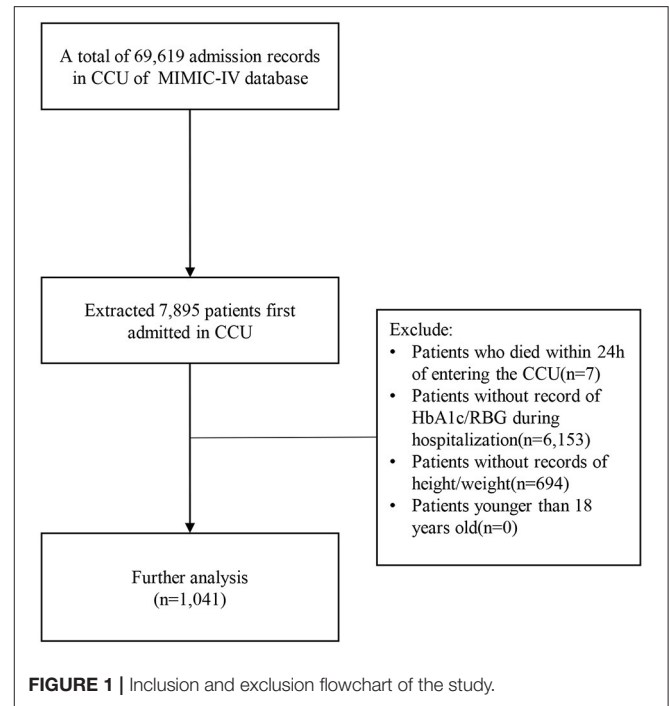 A total of 69,619 admission records
in CCU of MIMIC-IV database
Extracted 7,895 patients first
admitted in CCU
Exclude:
• Patients who died within 24h
of entering the CCU(n=7)
• Patients without record of
HbA1c/RBG during
hospitalization(n=6,153)
• Patients without records of
height/weight(n=694)
• Patients younger than 18
years old(n=0)
Further analysis
(n=1,041)
FIGURE 1 | Inclusion and exclusion flowchart of the study.